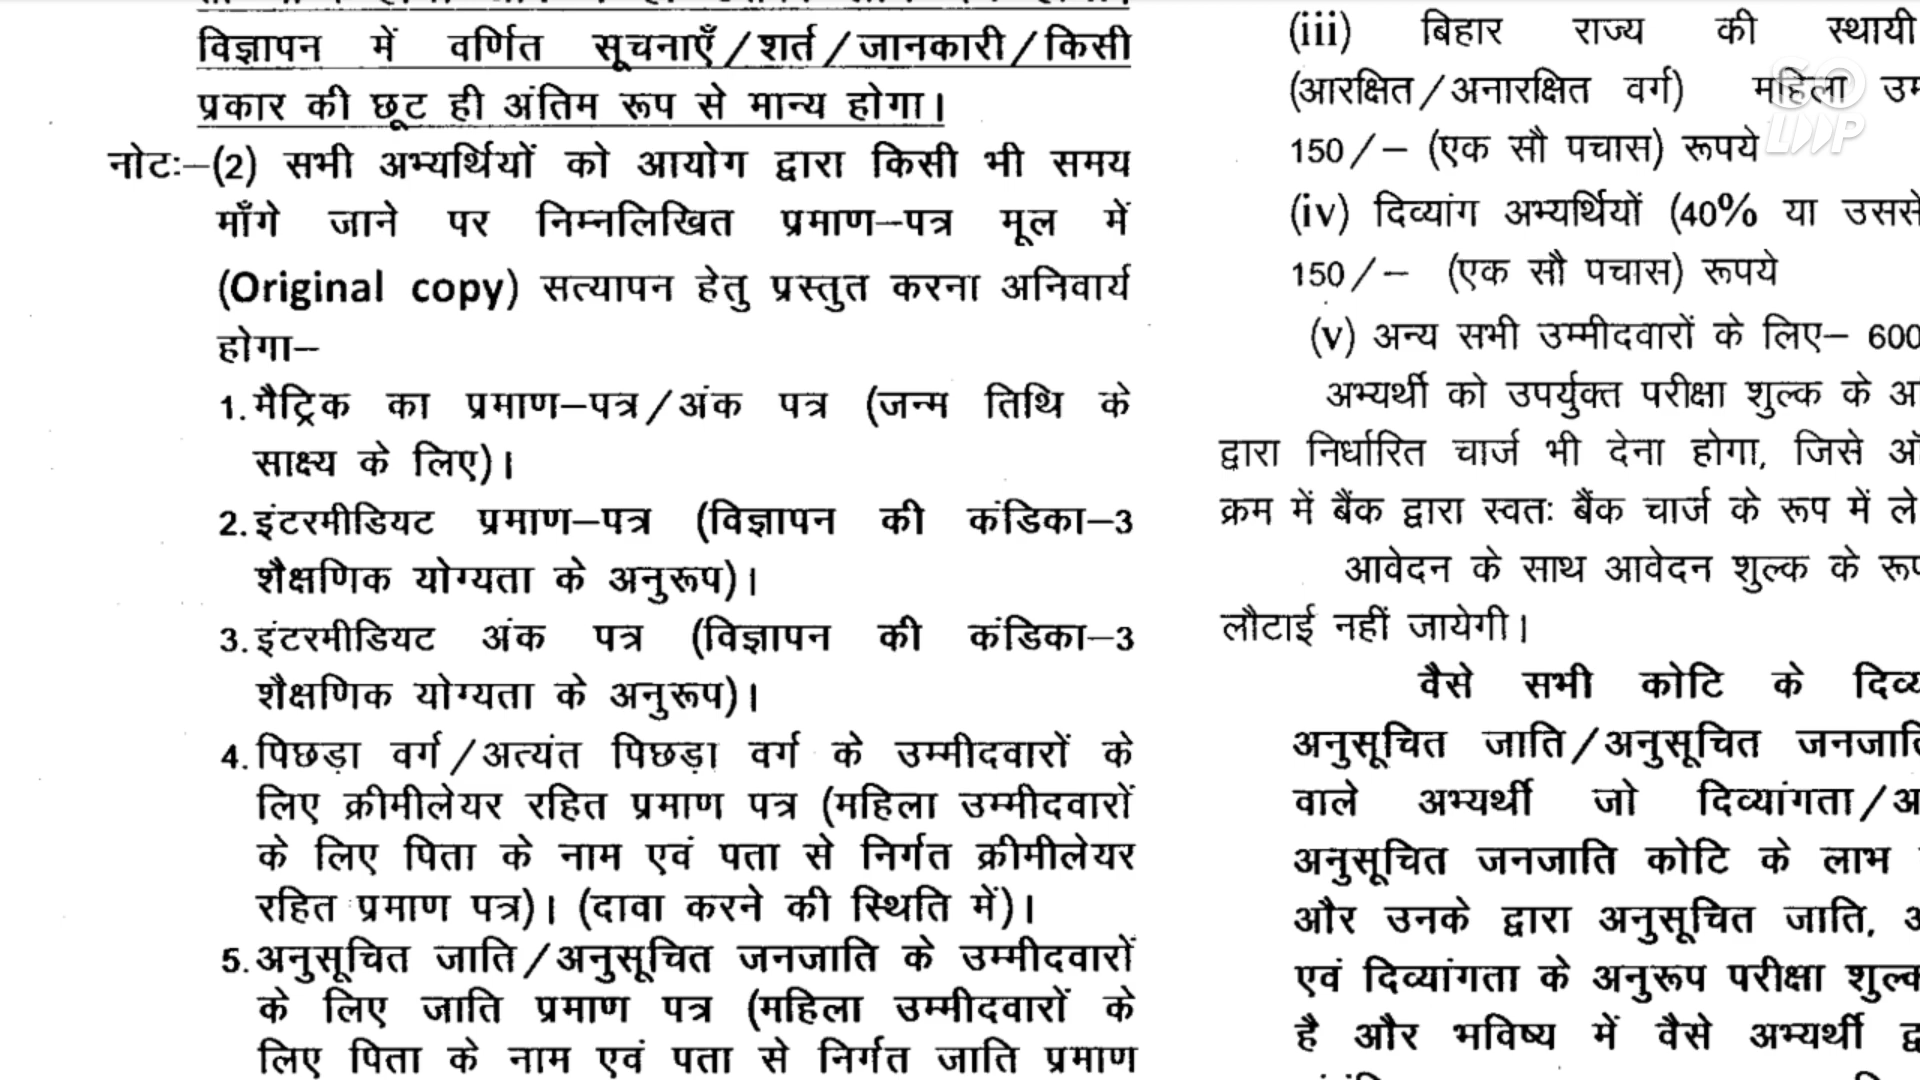 विज्ञापन में वर्णित सूचनाएँ/शर्त/जानकारी/किसी
प्रकार की छूट ही अंतिम रूप से मान्य होगा।
नोटः—(2) सभी अभ्यर्थियों को आयोग द्वारा किसी भी समय
माँगे जाने पर निम्नलिखित प्रमाण—पत्र मूल में
(Original copy) सत्यापन हेतु प्रस्तुत करना अनिवार्य
होगा—
1. मैट्रिक का प्रमाण—पत्र/अंक पत्र (जन्म तिथि के
साक्ष्य के लिए)।
2. इंटरमीडियट प्रमाण—पत्र (विज्ञापन की कंडिका—3
शैक्षणिक योग्यता के अनुरूप)।
3. इंटरमीडियट अंक पत्र (विज्ञापन की कंडिका—3
शैक्षणिक योग्यता के अनुरूप)।
4. पिछड़ा वर्ग/अत्यंत पिछड़ा वर्ग के उम्मीदवारों के
लिए क्रीमीलेयर रहित प्रमाण पत्र (महिला उम्मीदवारों
के लिए पिता के नाम एवं पता से निर्गत क्रीमीलेयर
रहित प्रमाण पत्र)। (दावा करने की स्थिति में)।
5. अनुसूचित जाति/अनुसूचित जनजाति के उम्मीदवारों
के लिए जाति प्रमाण पत्र (महिला उम्मीदवारों के
लिए पिता के नाम एवं पता से निर्गत जाति प्रमाण
(iii) बिहार राज्य की स्थायी
(आरक्षित/अनारक्षित वर्ग) महिला
150/— (एक सौ पचास) रूपये
(iv) दिव्यांग अभ्यर्थियों (40% या उससे
150/— (एक सौ पचास) रूपये
(v) अन्य सभी उम्मीदवारों के लिए— 600
अभ्यर्थी को उपर्युक्त परीक्षा शुल्क के
द्वारा निर्धारित चार्ज भी देना होगा, जिसे
क्रम में बैंक द्वारा स्वतः बैंक चार्ज के रूप में ले
आवेदन के साथ आवेदन शुल्क के
लौटाई नहीं जायेगी।
वैसे सभी कोटि के
अनुसूचित जाति/अनुसूचित
वाले अभ्यर्थी जो दिव्यांगता/
अनुसूचित जनजाति कोटि के लाभ
और उनके द्वारा अनुसूचित जाति,
एवं दिव्यांगता के अनुरूप परीक्षा
है और भविष्य में वैसे अभ्यर्थी
GO
LOOP